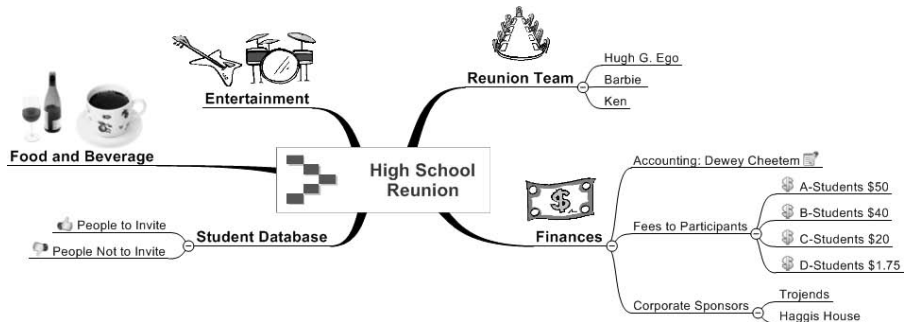 High School
Reunion
Entertainment
Food and Beverage
Student Database
People to Invite
People Not to Invite
Reunion Team
Hugh G. Ego
Barbie
Ken
Finances
Accounting: Dewey Cheetem
Fees to Participants
A-Students $50
B-Students $40
C-Students $20
D-Students $1.75
Corporate Sponsors
Trojends
Haggis House